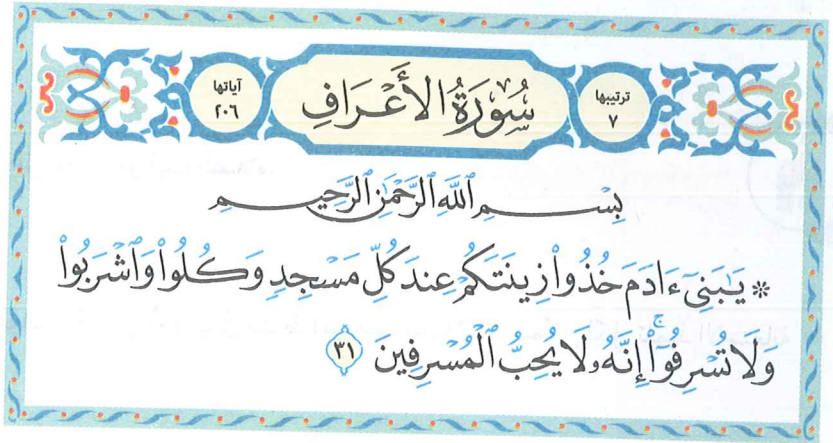 ترتيبها
٧
سُورَةُ الأَعْرَافِ
آياتها
٢٠٦
بِسْمِ ٱللَّهِ ٱلرَّحْمَٰنِ ٱلرَّحِيمِ
* يَـٰبَنِىٓ ءَادَمَ خُذُوا۟ زِينَتَكُمْ عِندَ كُلِّ مَسْجِدٍ وَكُلُوا۟ وَٱشْرَبُوا۟
وَلَا تُسْرِفُوٓا۟ ۚ إِنَّهُۥ لَا يُحِبُّ ٱلْمُسْرِفِينَ ٣١